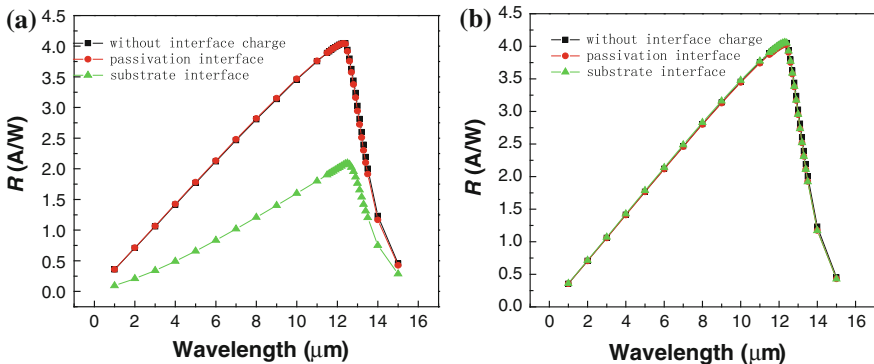 (a)
4.5
4.0
3.5
3.0
2.5
2.0
1.5
1.0
0.5
0.0
R (A/W)
without interface charge
passivation interface
substrate interface
0 2 4 6 8 10 12 14 16
Wavelength (μm)
(b)
4.5
4.0
3.5
3.0
2.5
2.0
1.5
1.0
0.5
0.0
R (A/W)
without interface charge
passivation interface
substrate interface
0 2 4 6 8 10 12 14 16
Wavelength (μm)